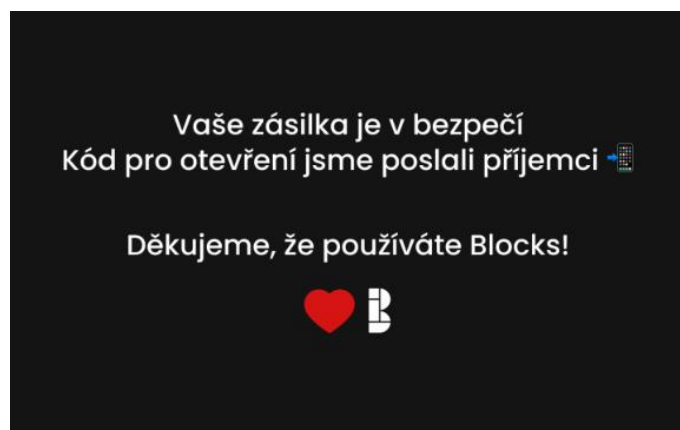 Vaše zásilka je v bezpečí
Kód pro otevření jsme poslali příjemci 📲
Děkujeme, že používáte Blocks!
❤️ B